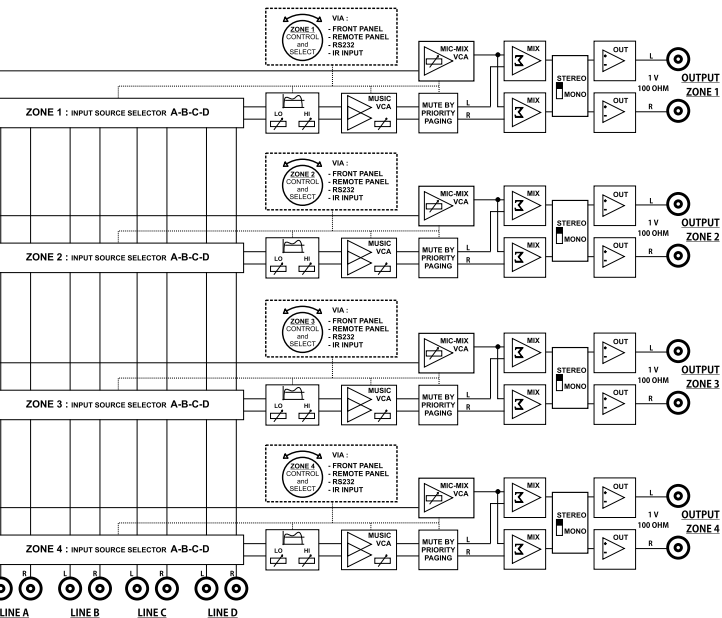 VIA :
ZONE 1
CONTROL
and
SELECT
- FRONT PANEL
- REMOTE PANEL
- RS232
- IR INPUT
MIC-MIX
VCA
MIX
OUT
L
STEREO
MONO
1 V
100 OHM
OUTPUT
ZONE 1
ZONE 1 : INPUT SOURCE SELECTOR A-B-C-D
LO
HI
MUSIC
VCA
MUTE BY
PRIORITY
PAGING
L
R
MIX
OUT
R
VIA :
ZONE 2
CONTROL
and
SELECT
- FRONT PANEL
- REMOTE PANEL
- RS232
- IR INPUT
MIC-MIX
VCA
MIX
OUT
L
STEREO
MONO
1 V
100 OHM
OUTPUT
ZONE 2
ZONE 2 : INPUT SOURCE SELECTOR A-B-C-D
LO
HI
MUSIC
VCA
MUTE BY
PRIORITY
PAGING
L
R
MIX
OUT
R
VIA :
ZONE 3
CONTROL
and
SELECT
- FRONT PANEL
- REMOTE PANEL
- RS232
- IR INPUT
MIC-MIX
VCA
MIX
OUT
L
STEREO
MONO
1 V
100 OHM
OUTPUT
ZONE 3
ZONE 3 : INPUT SOURCE SELECTOR A-B-C-D
LO
HI
MUSIC
VCA
MUTE BY
PRIORITY
PAGING
L
R
MIX
OUT
R
VIA :
ZONE 4
CONTROL
and
SELECT
- FRONT PANEL
- REMOTE PANEL
- RS232
- IR INPUT
MIC-MIX
VCA
MIX
OUT
L
STEREO
MONO
1 V
100 OHM
OUTPUT
ZONE 4
ZONE 4 : INPUT SOURCE SELECTOR A-B-C-D
LO
HI
MUSIC
VCA
MUTE BY
PRIORITY
PAGING
L
R
MIX
OUT
R
R L R L R L R
LINE A LINE B LINE C LINE D